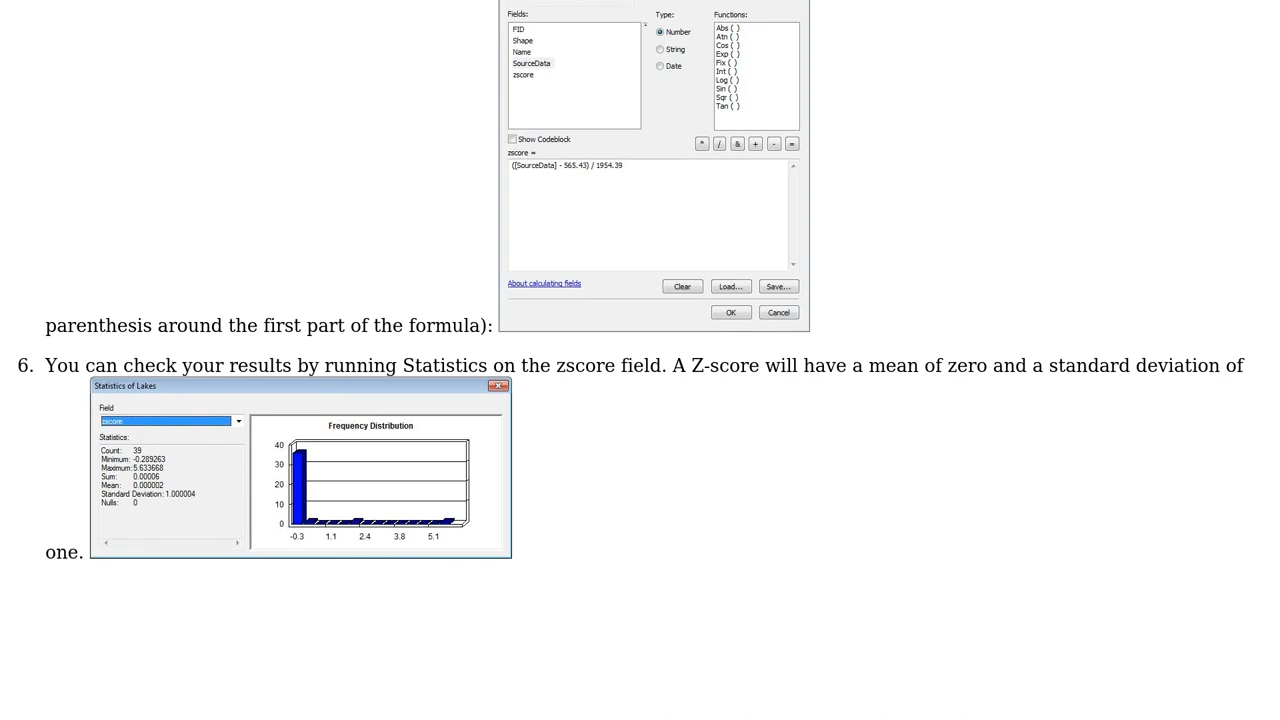 Fields:
Type:
Functions:
FID
Shape
Name
SourceData
zscore
Number
String
Date
Abs ( )
Atn ( )
Cos ( )
Exp ( )
Fix ( )
Int ( )
Log ( )
Sin ( )
Sqr ( )
Tan ( )
Show Codeblock
* / & + - =
zscore =
([SourceData] - 565.43) / 1954.39
About calculating fields
Clear
Load...
Save...
OK
Cancel
parenthesis around the first part of the formula):
6. You can check your results by running Statistics on the zscore field. A Z-score will have a mean of zero and a standard deviation of
Statistics of Lakes
Field
zscore
Statistics:
Count: 39
Minimum: -0.289263
Maximum: 5.633668
Sum: 0.00006
Mean: 0.000002
Standard Deviation: 1.000004
Nulls: 0
Frequency Distribution
40
30
20
10
0
-0.3 1.1 2.4 3.8 5.1
one.